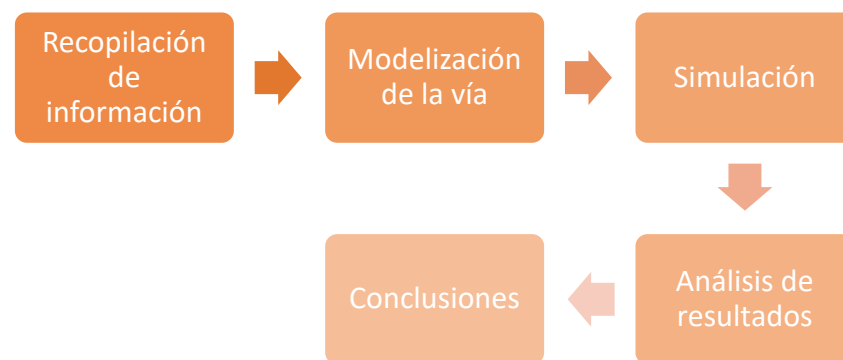 Recopilación
de
información
Modelización
de la vía
Simulación
Análisis de
resultados
Conclusiones